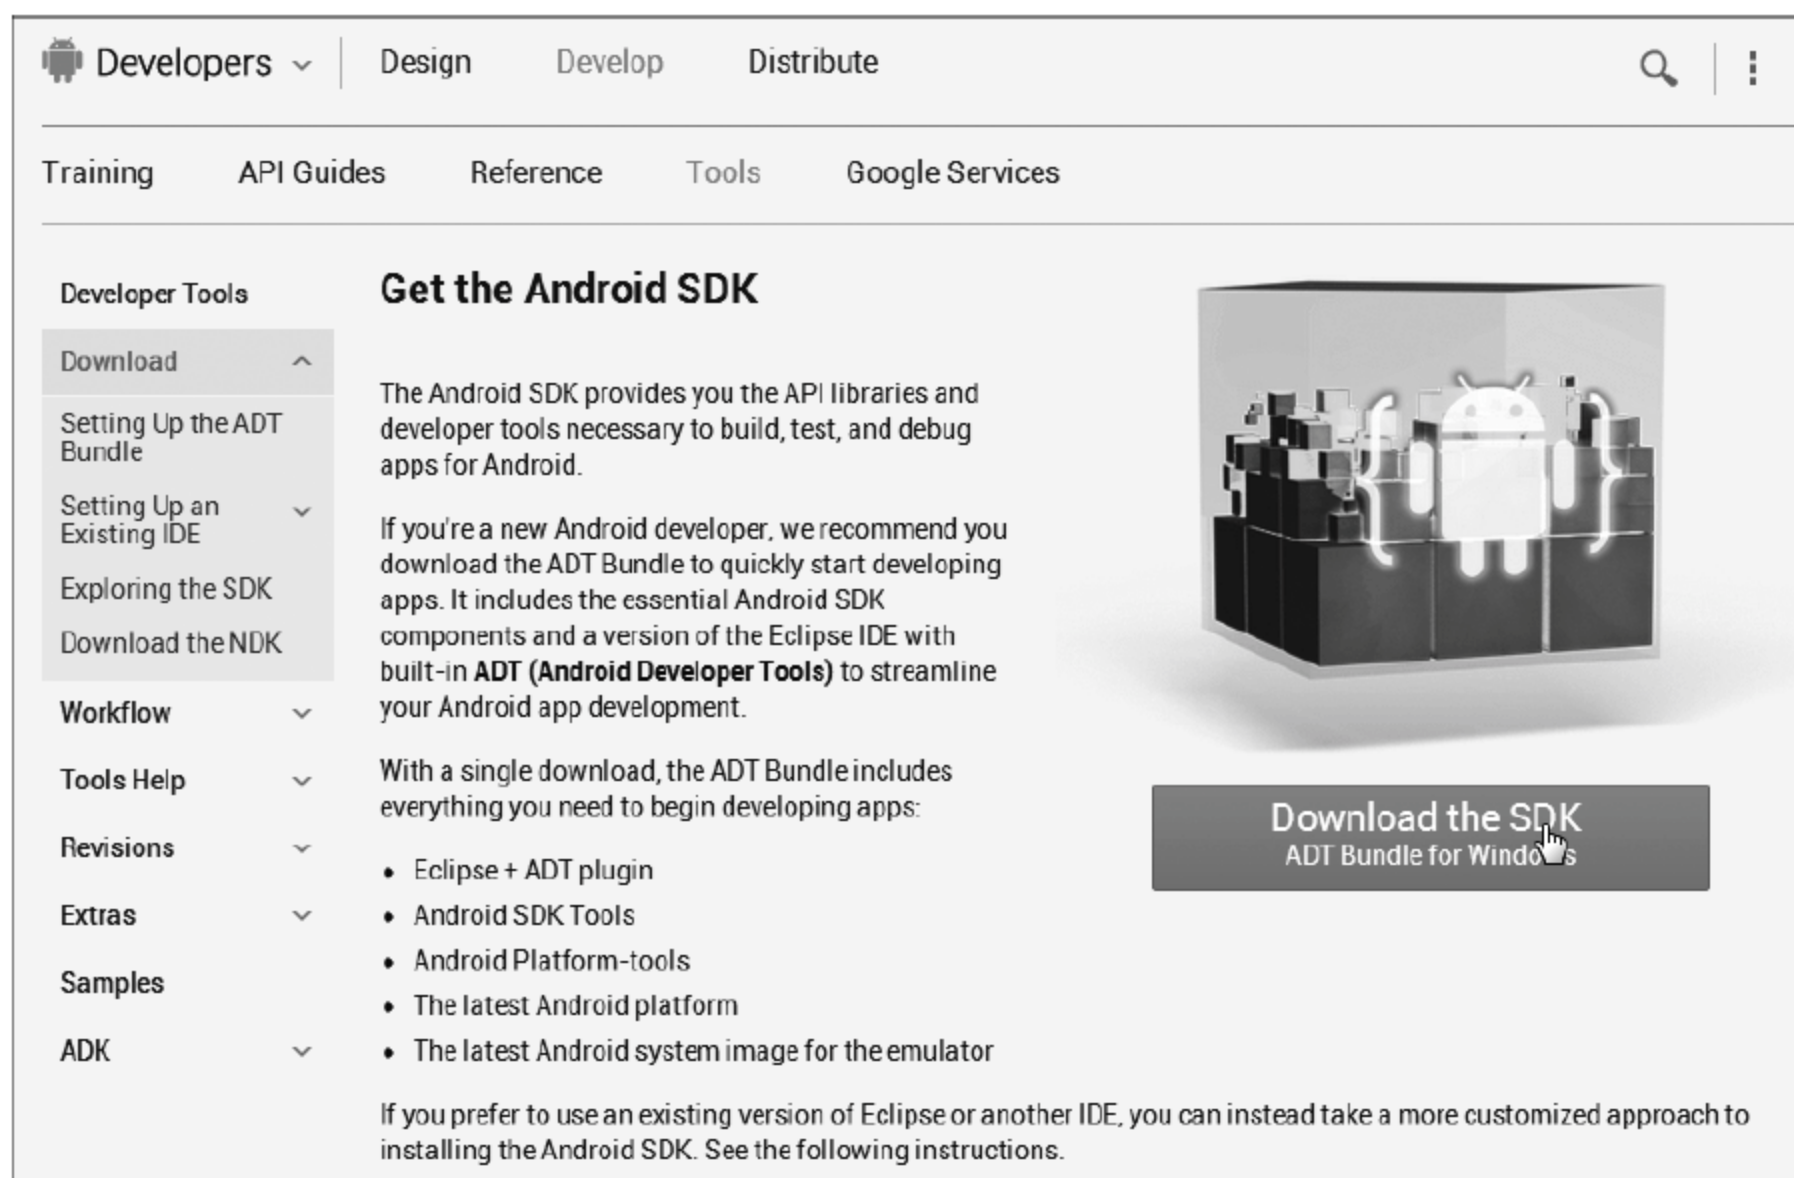 Developers Design Develop Distribute
Training API Guides Reference Tools Google Services
Developer Tools
Download
Setting Up the ADT
Bundle
Setting Up an
Existing IDE
Exploring the SDK
Download the NDK
Workflow
Tools Help
Revisions
Extras
Samples
ADK
Get the Android SDK
The Android SDK provides you the API libraries and
developer tools necessary to build, test, and debug
apps for Android.
If you're a new Android developer, we recommend you
download the ADT Bundle to quickly start developing
apps. It includes the essential Android SDK
components and a version of the Eclipse IDE with
built-in ADT (Android Developer Tools) to streamline
your Android app development.
With a single download, the ADT Bundle includes
everything you need to begin developing apps:
• Eclipse + ADT plugin
• Android SDK Tools
• Android Platform-tools
• The latest Android platform
• The latest Android system image for the emulator
If you prefer to use an existing version of Eclipse or another IDE, you can instead take a more customized approach to
installing the Android SDK. See the following instructions.
Download the SDK
ADT Bundle for Windows